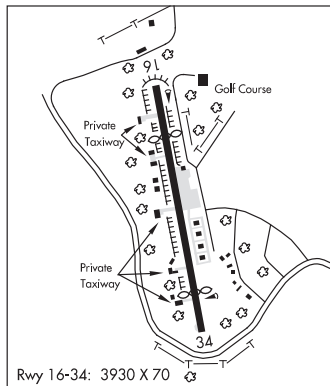 16
Golf Course
Private
Taxiway
Private
Taxiway
34
Rwy 16-34: 3930 X 70